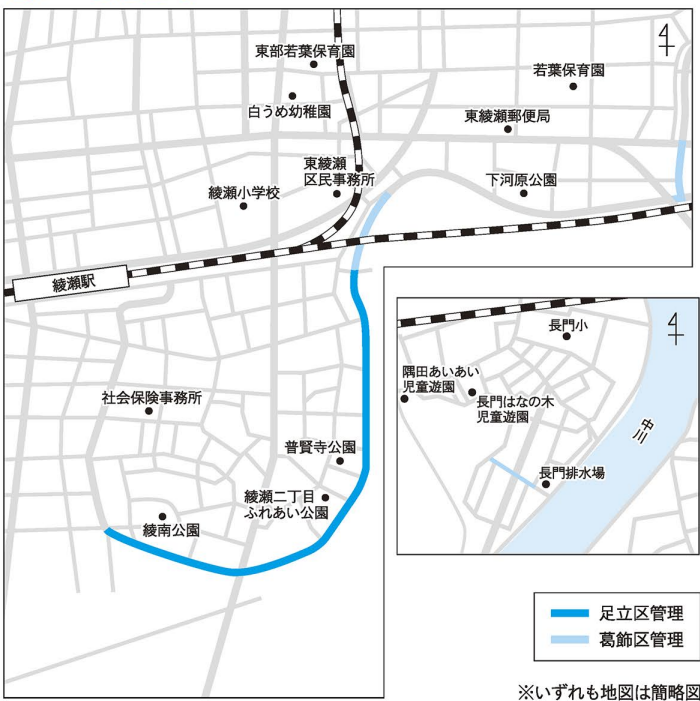 東部若葉保育園
白うめ幼稚園
若葉保育園
東綾瀬郵便局
東綾瀬
区民事務所
綾瀬小学校
下河原公園
綾瀬駅
社会保険事務所
普賢寺公園
綾瀬二丁目
ふれあい公園
綾南公園
長門小
隅田あいあい
児童遊園
長門はなの木
児童遊園
中川
長門排水場
足立区管理
葛飾区管理
※いずれも地図は簡略図